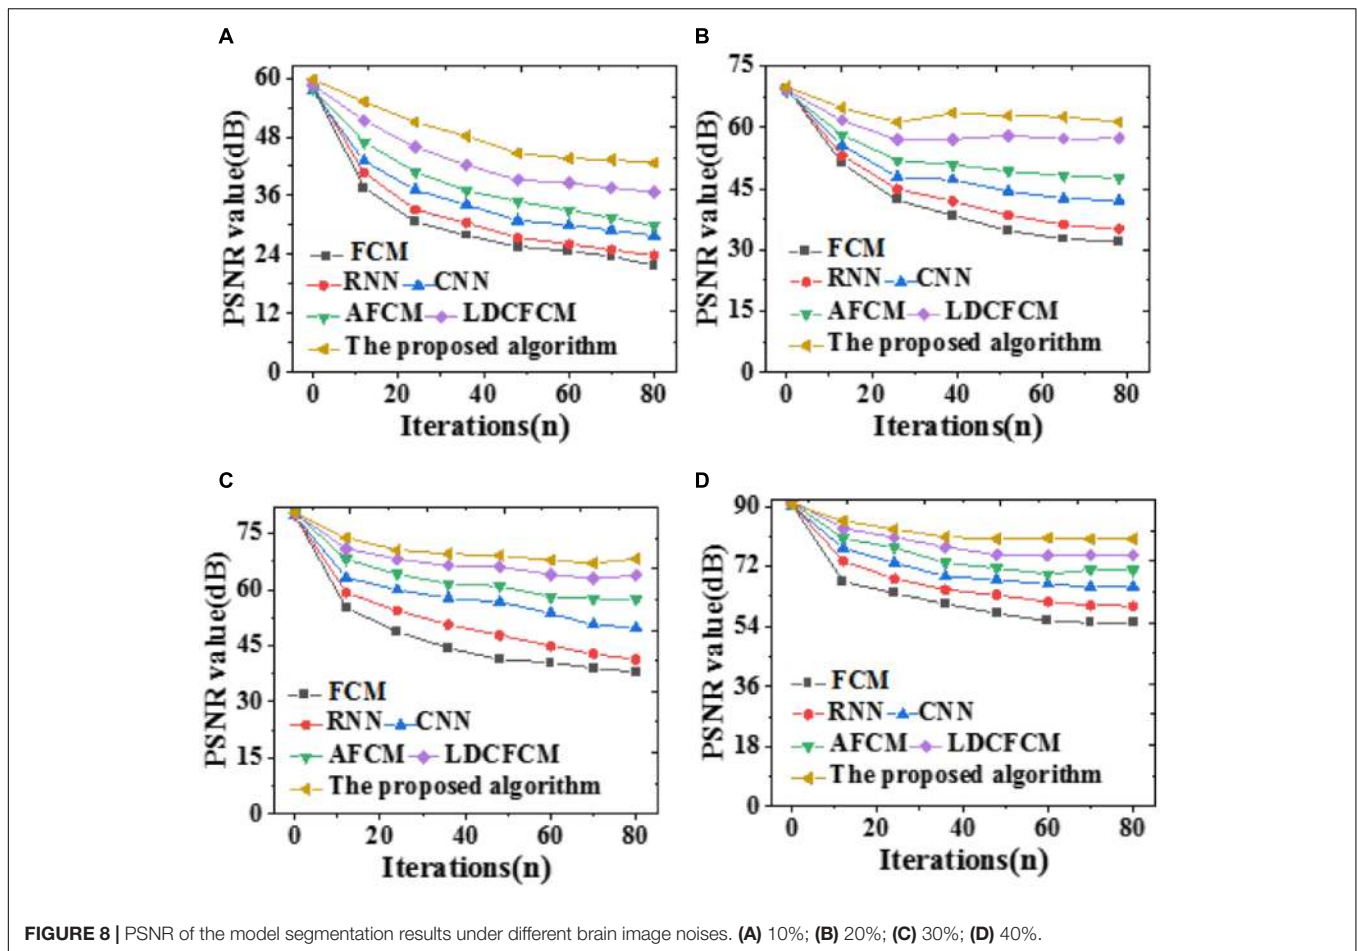 A
60
48
36
24
12
0
PSNR value(dB)
FCM
RNN CNN
AFCM LDCFCM
The proposed algorithm
0 20 40 60 80
Iterations(n)
B
75
60
45
30
15
0
PSNR value(dB)
FCM
RNN CNN
AFCM LDCFCM
The proposed algorithm
0 20 40 60 80
Iterations(n)
C
75
60
45
30
15
0
PSNR value(dB)
FCM
RNN CNN
AFCM LDCFCM
The proposed algorithm
0 20 40 60 80
Iterations(n)
D
90
72
54
36
18
0
PSNR value(dB)
FCM
RNN CNN
AFCM LDCFCM
The proposed algorithm
0 20 40 60 80
Iterations(n)
FIGURE 8 | PSNR of the model segmentation results under different brain image noises. (A) 10%; (B) 20%; (C) 30%; (D) 40%.